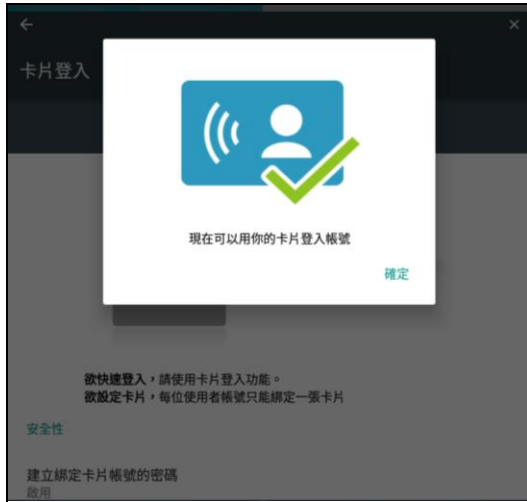 卡片登入
現在可以用你的卡片登入帳號
確定
欲快速登入，請使用卡片登入功能。
欲設定卡片，每位使用者帳號只能綁定一張卡片
安全性
建立綁定卡片帳號的密碼
啟用